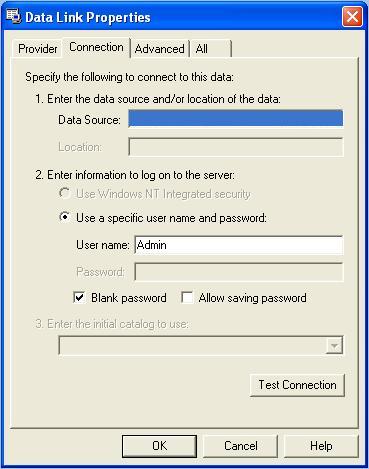 Data Link Properties
Provider Connection Advanced All
Specify the following to connect to this data:
1. Enter the data source and/or location of the data:
Data Source:
Location:
2. Enter information to log on to the server:
Use Windows NT Integrated security
Use a specific user name and password:
User name: Admin
Password:
Blank password Allow saving password
3. Enter the initial catalog to use:
Test Connection
OK Cancel Help